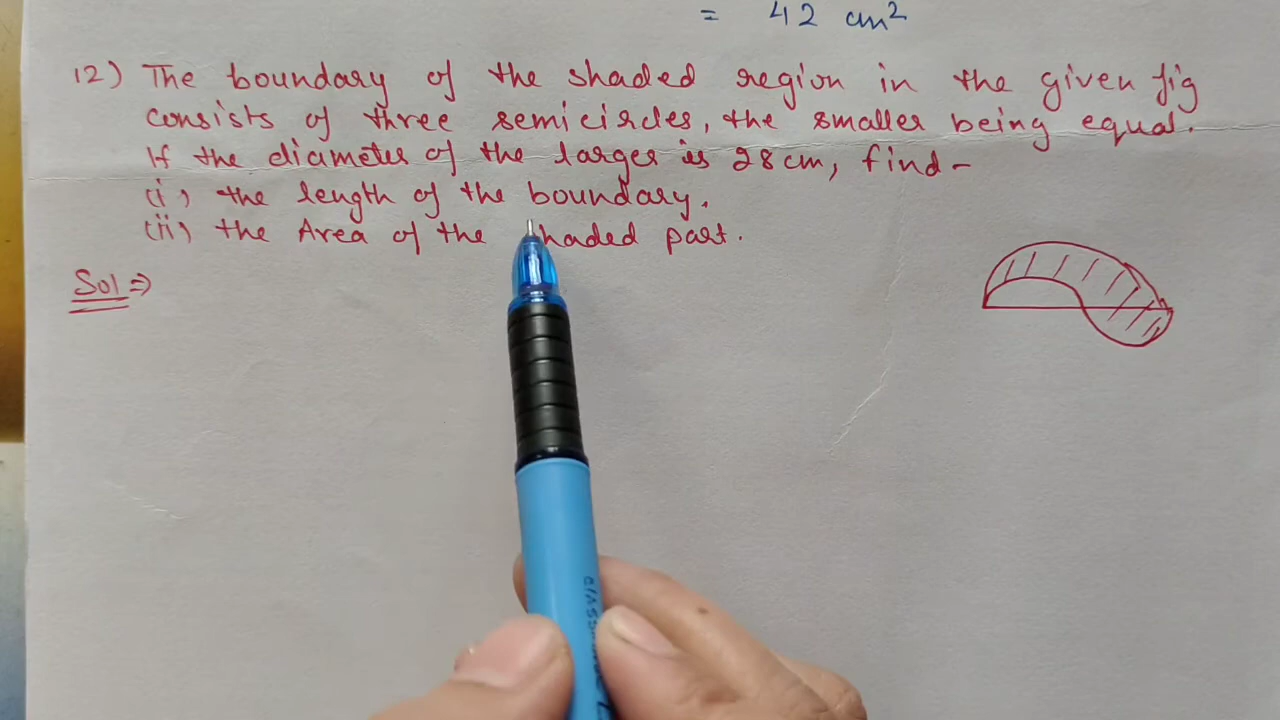 = 42 cm²
12) The boundary of the shaded region in the given fig
consists of three semicircles, the smaller being equal.
If the diameter of the larger is 28cm, find-
(i) the length of the boundary.
(ii) the Area of the shaded part.
Sol ⇒